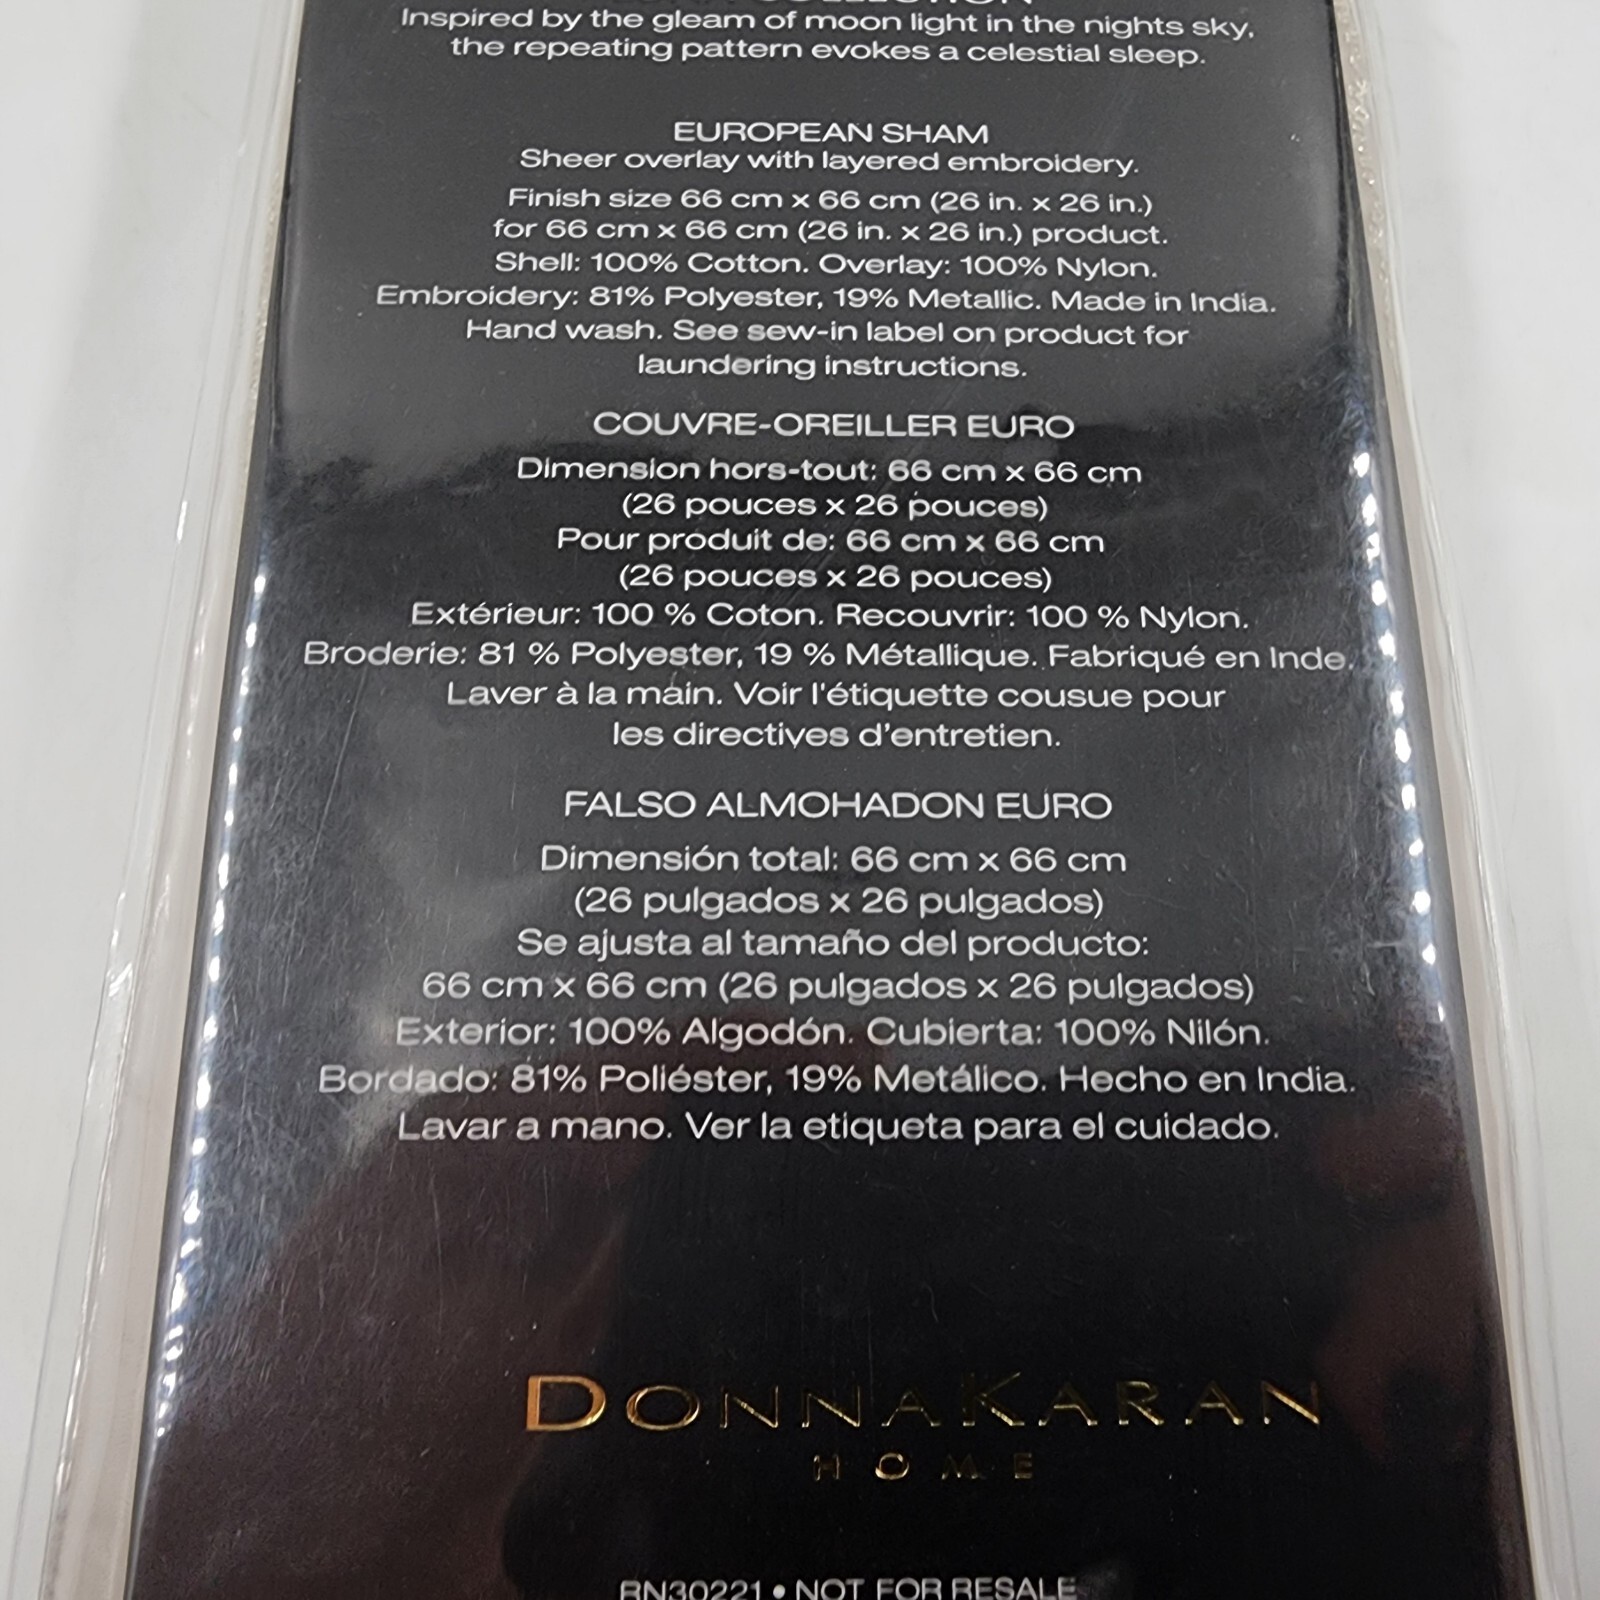 COLLECTION
Inspired by the gleam of moon light in the nights sky,
the repeating pattern evokes a celestial sleep.
EUROPEAN SHAM
Sheer overlay with layered embroidery.
Finish size 66 cm x 66 cm (26 in. x 26 in.)
for 66 cm x 66 cm (26 in. x 26 in.) product.
Shell: 100% Cotton. Overlay: 100% Nylon.
Embroidery: 81% Polyester, 19% Metallic. Made in India.
Hand wash. See sew-in label on product for
laundering instructions.
COUVRE-OREILLER EURO
Dimension hors-tout: 66 cm x 66 cm
(26 pouces x 26 pouces)
Pour produit de: 66 cm x 66 cm
(26 pouces x 26 pouces)
Extérieur: 100 % Coton. Recouvrir: 100 % Nylon.
Broderie: 81 % Polyester, 19 % Métallique. Fabriqué en Inde.
Laver à la main. Voir l'étiquette cousue pour
les directives d’entretien.
FALSO ALMOHADON EURO
Dimensión total: 66 cm x 66 cm
(26 pulgados x 26 pulgados)
Se ajusta al tamaño del producto:
66 cm x 66 cm (26 pulgados x 26 pulgados)
Exterior: 100% Algodón. Cubierta: 100% Nilón.
Bordado: 81% Poliéster, 19% Metálico. Hecho en India.
Lavar a mano. Ver la etiqueta para el cuidado.
DONNAKARAN
HOME
RN30221 • NOT FOR RESALE